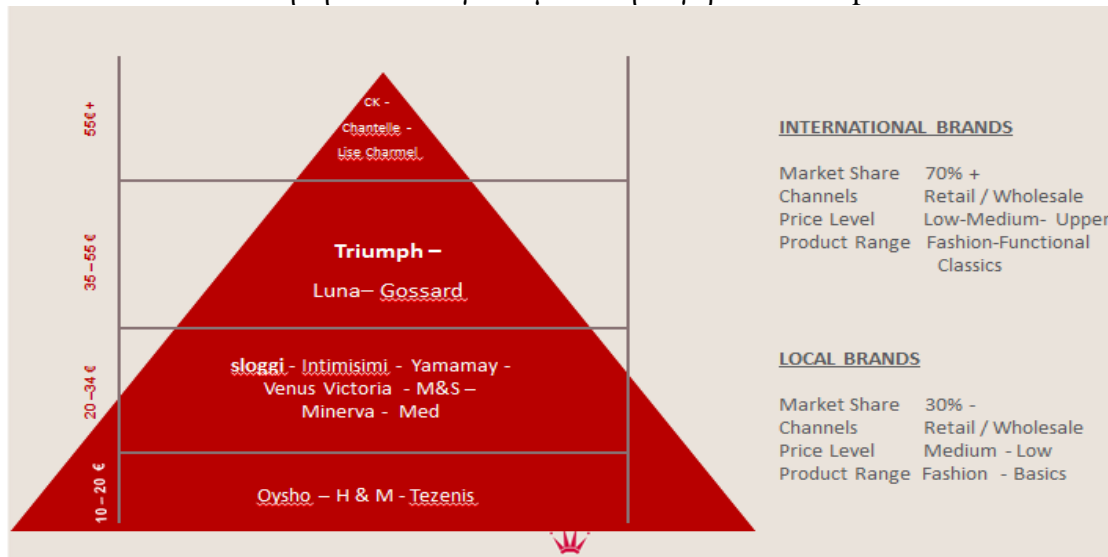 55€ +
CK -
Chantelle -
Lise Charmel
35 – 55 €
Triumph –
Luna– Gossard
20 –34 €
sloggi - Intimisimi - Yamamay -
Venus Victoria - M&S –
Minerva - Med
10 – 20 €
Oysho – H & M - Tezenis
INTERNATIONAL BRANDS
Market Share 70% +
Channels Retail / Wholesale
Price Level Low-Medium- Upper
Product Range Fashion-Functional
Classics
LOCAL BRANDS
Market Share 30% -
Channels Retail / Wholesale
Price Level Medium - Low
Product Range Fashion - Basics